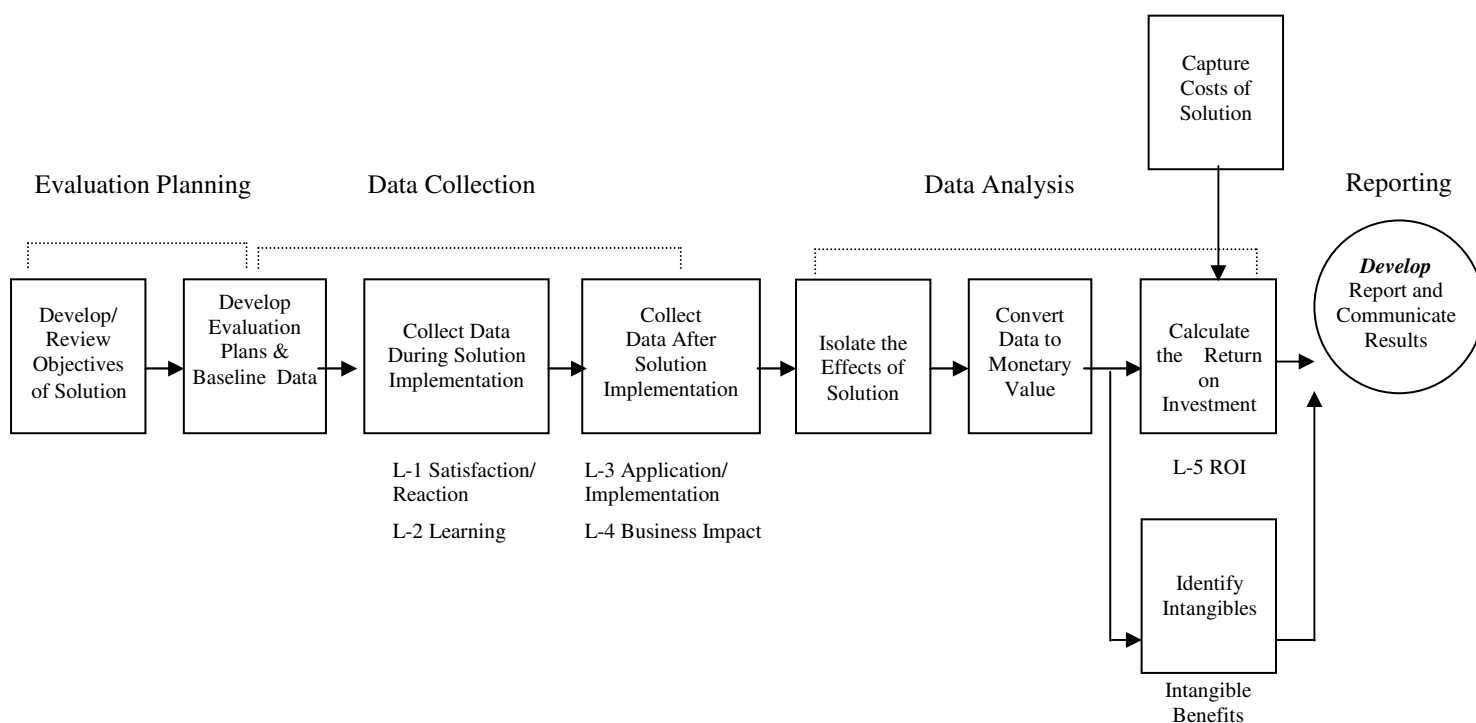 Capture
Costs of
Solution
Evaluation Planning
Data Collection
Data Analysis
Reporting
Develop/
Review
Objectives
of Solution
Develop
Evaluation
Plans &
Baseline Data
Collect Data
During Solution
Implementation
Collect
Data After
Solution
Implementation
Isolate the
Effects of
Solution
Convert
Data to
Monetary
Value
Calculate
the Return
on
Investment
Develop
Report and
Communicate
Results
L-1 Satisfaction/
Reaction
L-2 Learning
L-3 Application/
Implementation
L-4 Business Impact
L-5 ROI
Identify
Intangibles
Intangible
Benefits